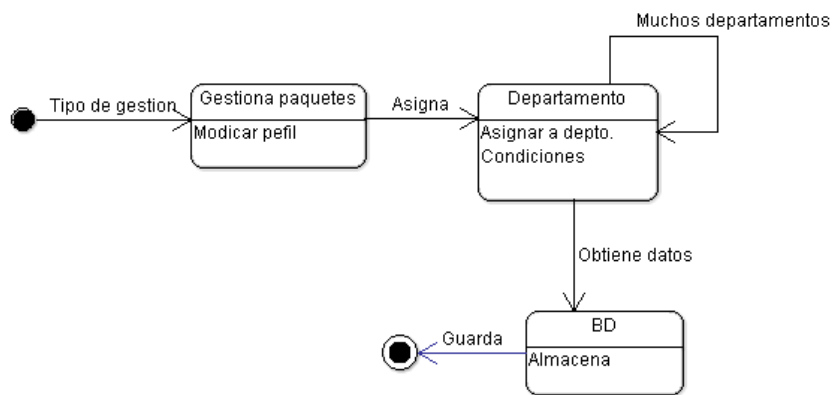 Muchos departamentos
Tipo de gestion
Gestiona paquetes
Modicar pefil
Asigna
Departamento
Asignar a depto.
Condiciones
Obtiene datos
BD
Almacena
Guarda